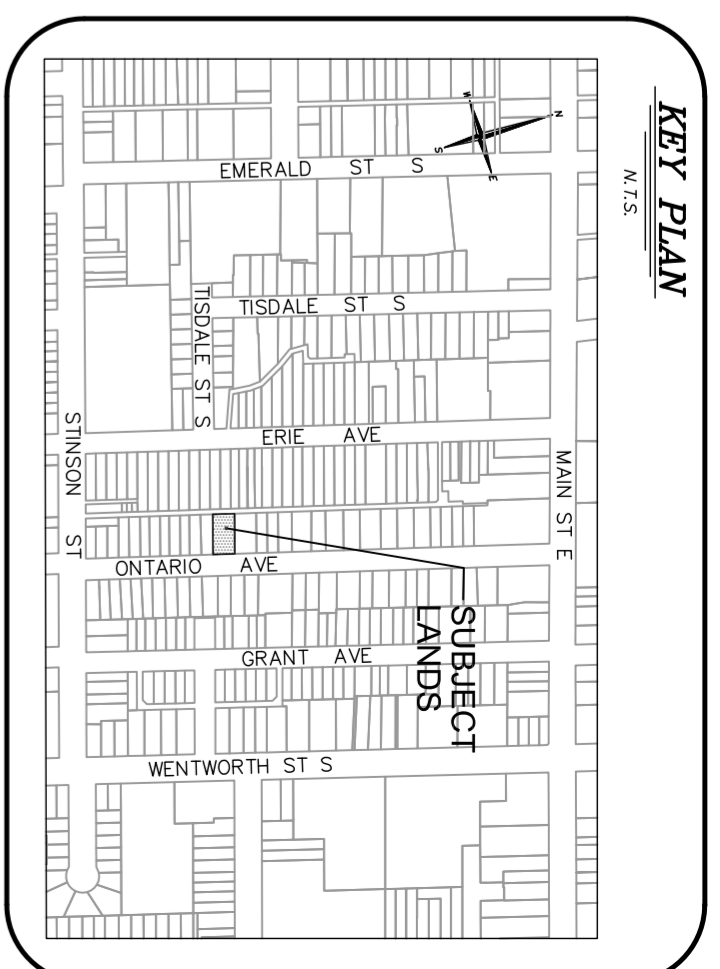 KEY PLAN
N.T.S.
N
W
S
E
EMERALD ST S
TISDALE ST S
TISDALE ST S
ERIE AVE
STINSON ST
MAIN ST E
ONTARIO AVE
SUBJECT
LANDS
GRANT AVE
WENTWORTH ST S